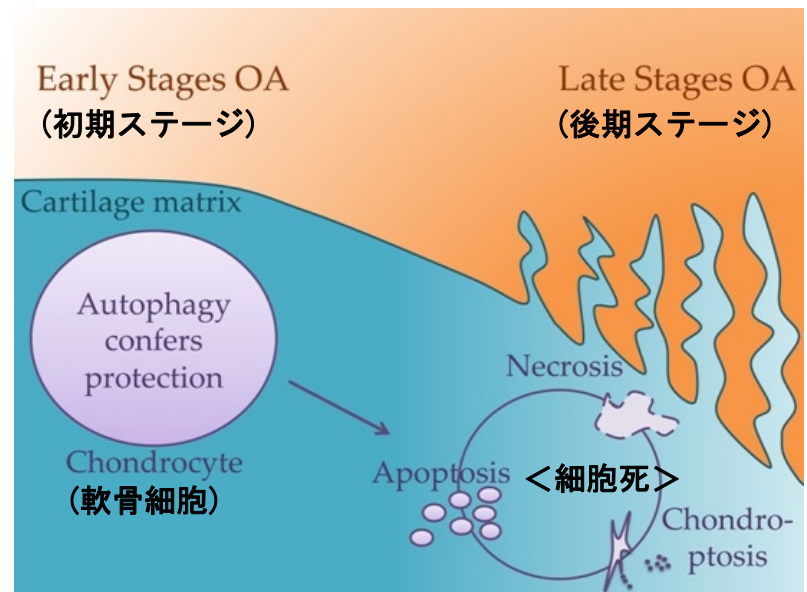 Early Stages OA
(初期ステージ)
Late Stages OA
(後期ステージ)
Cartilage matrix
Autophagy
confers
protection
Chondrocyte
(軟骨細胞)
Necrosis
Apoptosis
＜細胞死＞
Chondro-
ptosis